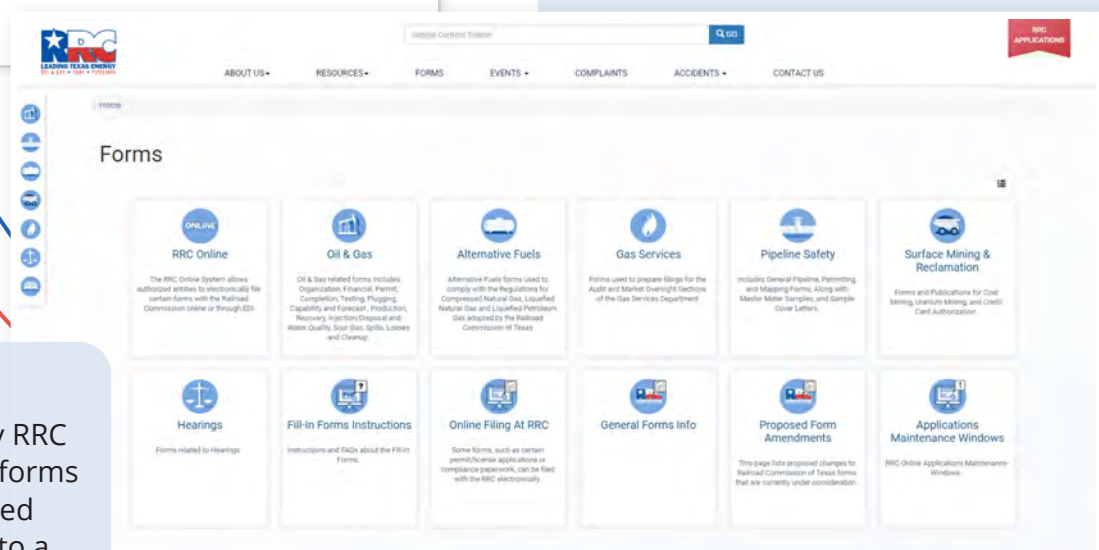 RRC
LEADING TEXAS ENERGY
OIL & GAS • COAL • PIPELINES
GO
RRC
APPLICATIONS
ABOUT US
RESOURCES
FORMS
EVENTS
COMPLAINTS
ACCIDENTS
CONTACT US
Home
Forms
ONLINE
RRC Online
The RRC Online System allows
authorized entities to electronically file
certain forms with the Railroad
Commission online or through EDI.
Oil & Gas
Oil & Gas related forms includes
Organization, Financial, Permit,
Completion, Testing, Plugging,
Capability and Forecast, Production,
Recovery, Injection/Disposal and
Water Quality, Sour Gas, Spills, Losses
and Cleanup.
Alternative Fuels
Alternative Fuels forms used to
comply with the Regulations for
Compressed Natural Gas, Liquefied
Natural Gas and Liquefied Petroleum
Gas adopted by the Railroad
Commission of Texas
Gas Services
Forms used to prepare filings for the
Audit and Market Oversight Sections
of the Gas Services Department.
Pipeline Safety
Includes General Pipeline, Permitting,
and Mapping Forms, Along with
Master Meter Samples, and Sample
Cover Letters.
Surface Mining &
Reclamation
Forms and Publications for Coal
Mining, Uranium Mining, and Credit
Card Authorization.
Hearings
Forms related to Hearings.
Fill-In Forms Instructions
Instructions and FAQs about the Fill-In
Forms.
Online Filing At RRC
Some forms, such as certain
permit/license applications or
compliance paperwork, can be filed
with the RRC electronically.
General Forms Info
Proposed Form
Amendments
This page lists proposed changes to
Railroad Commission of Texas forms
that are currently under consideration.
Applications
Maintenance Windows
RRC Online Applications Maintenance
Windows.
RRC
forms
ed
to a